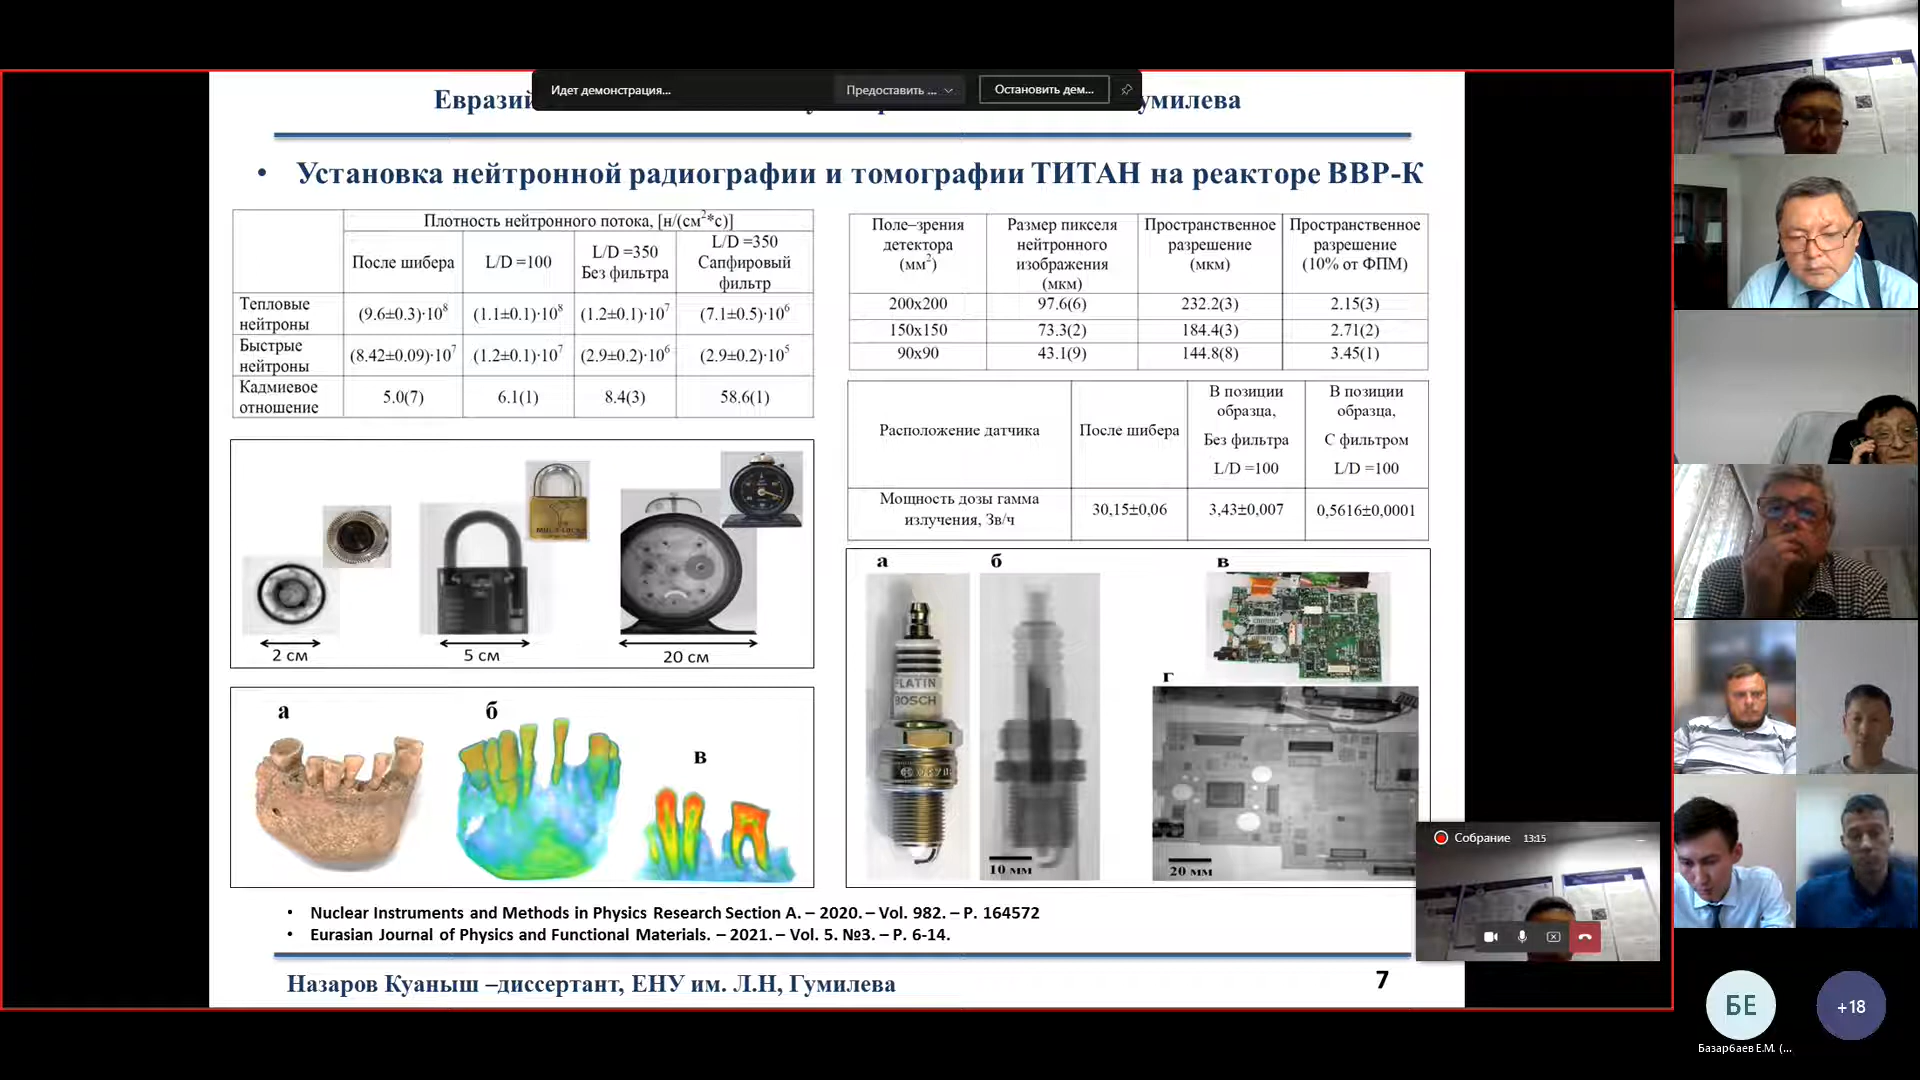 Идет демонстрация...
Предоставить ...
Остановить дем...
Евразий
умилева
• Установка нейтронной радиографии и томографии ТИТАН на реакторе ВВР-К
Плотность нейтронного потока, [н/(см²*с)]
После шибера
L/D =100
L/D =350
Без фильтра
L/D =350
Сапфировый
фильтр
Тепловые
нейтроны
(9.6±0.3)·10⁸
(1.1±0.1)·10⁸
(1.2±0.1)·10⁷
(7.1±0.5)·10⁶
Быстрые
нейтроны
(8.42±0.09)·10⁷
(1.2±0.1)·10⁷
(2.9±0.2)·10⁶
(2.9±0.2)·10⁵
Кадмиевое
отношение
5.0(7)
6.1(1)
8.4(3)
58.6(1)
Поле–зрения
детектора
(мм²)
Размер пикселя
нейтронного
изображения
(мкм)
Пространственное
разрешение
(мкм)
Пространственное
разрешение
(10% от ФПМ)
200x200
97.6(6)
232.2(3)
2.15(3)
150x150
73.3(2)
184.4(3)
2.71(2)
90x90
43.1(9)
144.8(8)
3.45(1)
Расположение датчика
После шибера
В позиции
образца,
Без фильтра
L/D =100
В позиции
образца,
С фильтром
L/D =100
Мощность дозы гамма
излучения, Зв/ч
30,15±0,06
3,43±0,007
0,5616±0,0001
2 см
5 см
20 см
а
б
в
а
б
в
г
PLATIN
BOSCH
10 мм
20 мм
• Nuclear Instruments and Methods in Physics Research Section A. – 2020. – Vol. 982. – P. 164572
• Eurasian Journal of Physics and Functional Materials. – 2021. – Vol. 5. №3. – P. 6-14.
Назаров Куаныш –диссертант, ЕНУ им. Л.Н, Гумилева
7
Собрание 13:15
БЕ
+18
Базарбаев Е.М. (...